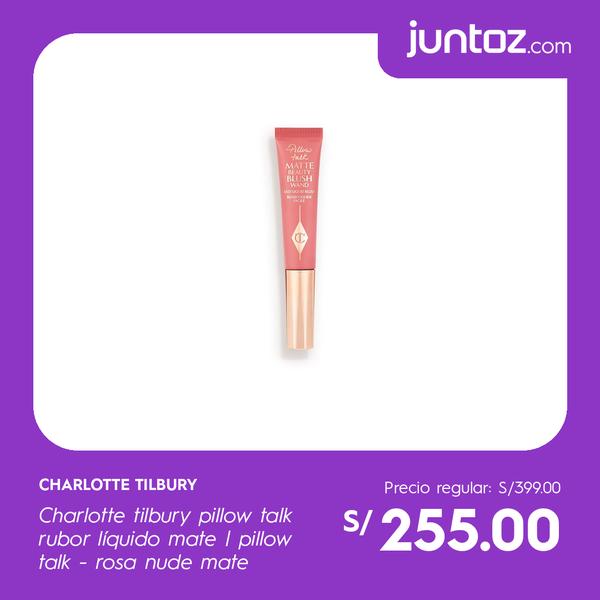 juntoz.com
Pillow
talk
MATTE
BEAUTY
BLUSH
WAND
CHARLOTTE TILBURY
Charlotte tilbury pillow talk
rubor líquido mate | pillow
talk - rosa nude mate
Precio regular: S/399.00
S/ 255.00